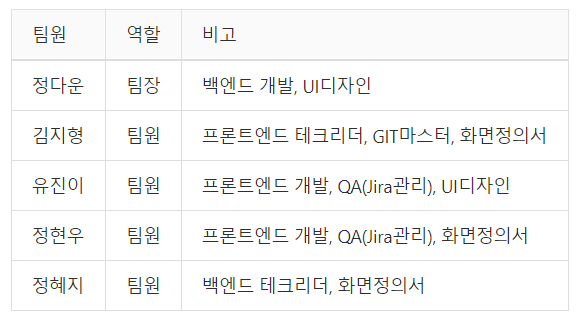 팀원 역할 비고
정다운 팀장 백엔드 개발, UI디자인
김지형 팀원 프론트엔드 테크리더, GIT마스터, 화면정의서
유진이 팀원 프론트엔드 개발, QA(Jira관리), UI디자인
정현우 팀원 프론트엔드 개발, QA(Jira관리), 화면정의서
정혜지 팀원 백엔드 테크리더, 화면정의서